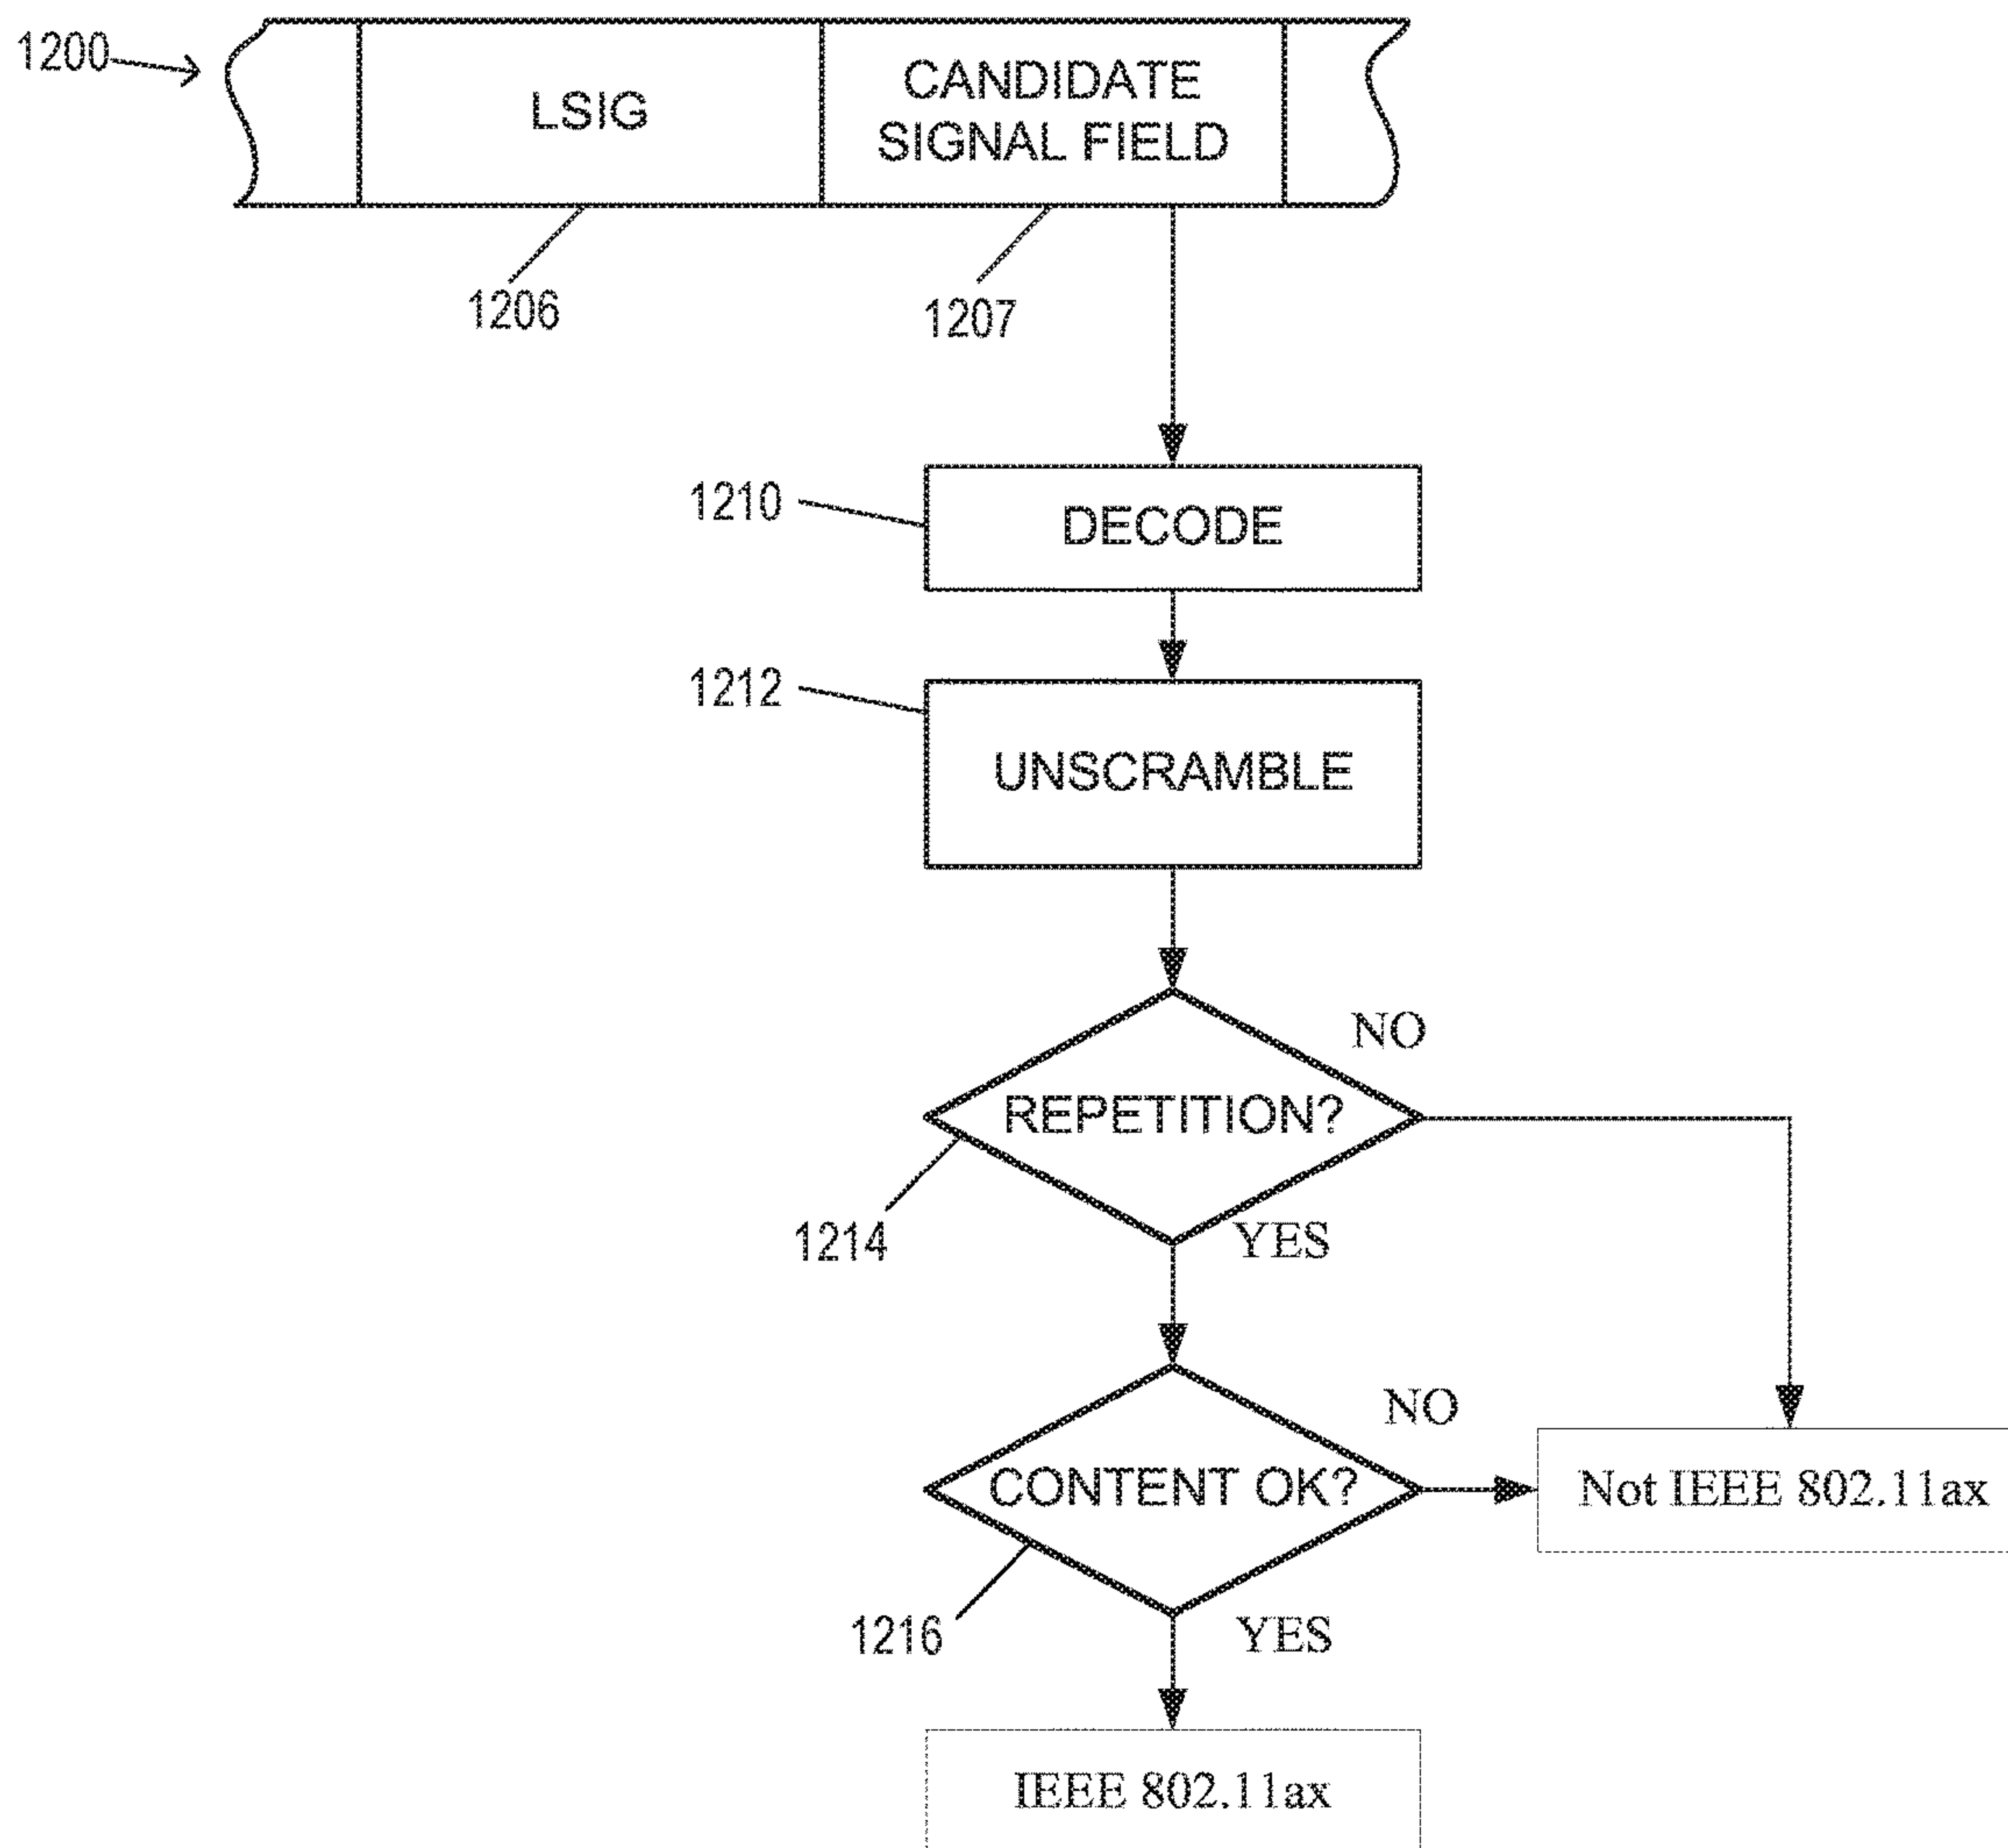 1200
LSIG
CANDIDATE
SIGNAL FIELD
1206
1207
1210
DECODE
1212
UNSCRAMBLE
NO
REPETITION?
1214
YES
NO
CONTENT OK?
Not IEEE 802.11ax
1216
YES
IEEE 802.11ax